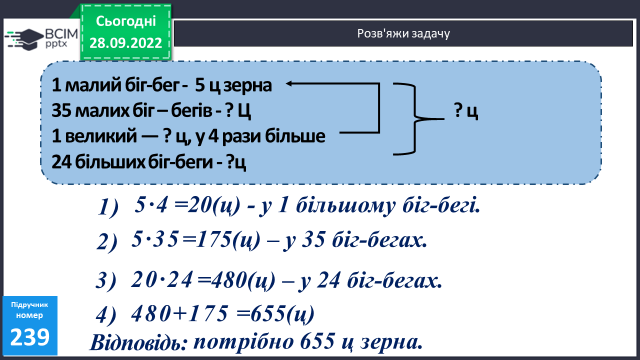 ВСІМ
pptx
Сьогодні
28.09.2022
Розв'яжи задачу
1 малий біг-бег - 5 ц зерна
35 малих біг – бегів - ? Ц
1 великий — ? ц, у 4 рази більше
24 більших біг-беги - ?ц
? ц
1) 5·4 =20(ц) - у 1 більшому біг-бегі.
2) 5·35=175(ц) – у 35 біг-бегах.
3) 20·24 =480(ц) – у 24 біг-бегах.
4) 480+175 =655(ц)
Відповідь: потрібно 655 ц зерна.
Підручник
номер
239